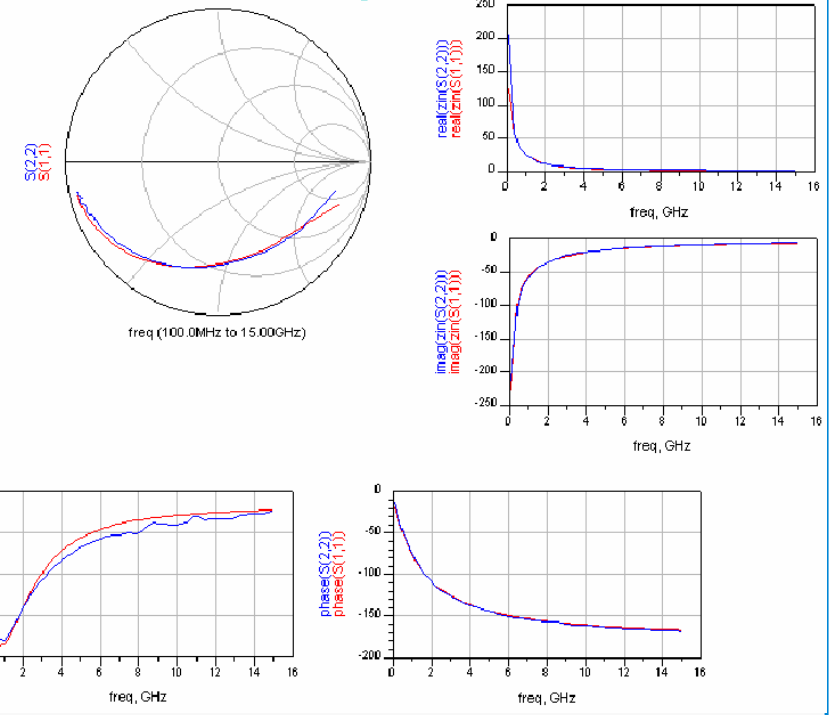 S(2,2)
S(1,1)
freq (100.0MHz to 15.00GHz)
real(zin(S(2,2)))
real(zin(S(1,1)))
250
200
150
100
50
0
0 2 4 6 8 10 12 14 16
freq, GHz
imag(zin(S(2,2)))
imag(zin(S(1,1)))
0
-50
-100
-150
-200
-250
0 2 4 6 8 10 12 14 16
freq, GHz
2 4 6 8 10 12 14 16
freq, GHz
phase(S(2,2))
phase(S(1,1))
0
-50
-100
-150
-200
0 2 4 6 8 10 12 14 16
freq, GHz